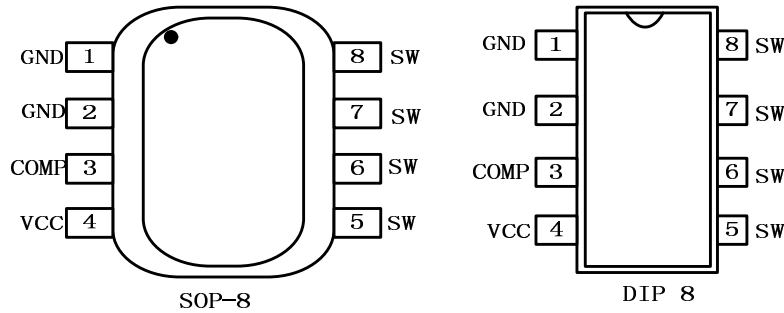 GND 1 8 SW
GND 2 7 SW
COMP 3 6 SW
VCC 4 5 SW
SOP-8
GND 1 8 SW
GND 2 7 SW
COMP 3 6 SW
VCC 4 5 SW
DIP 8